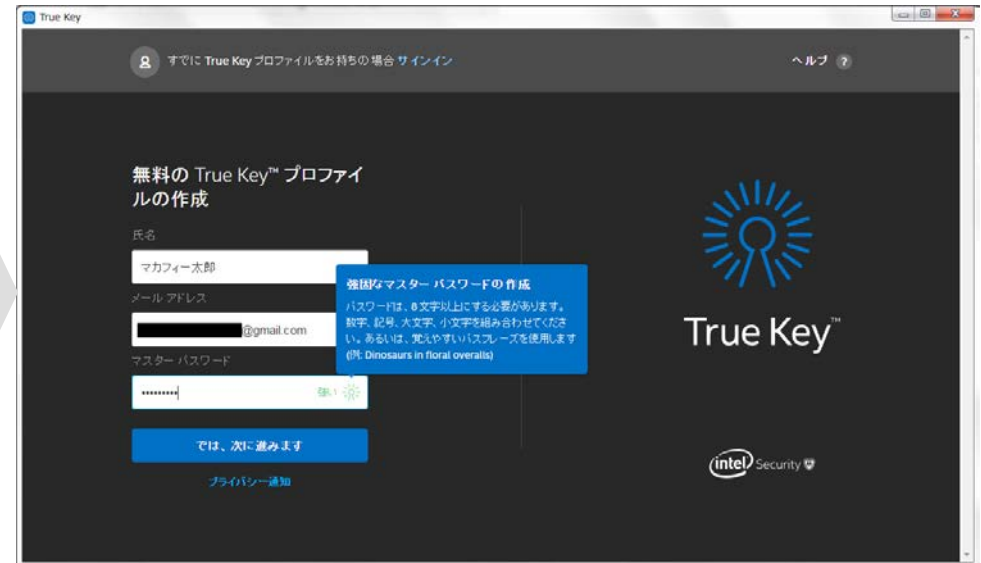 True Key
すでに True Key プロファイルをお持ちの場合 サインイン
ヘルプ ?
無料の True Key™ プロファイ
ルの作成
氏名
マカフィー太郎
メール アドレス
@gmail.com
マスター パスワード
•••••••••
強い
強固なマスター パスワードの作成
パスワードは、8 文字以上にする必要があります。
数字、記号、大文字、小文字を組み合わせてくださ
い。あるいは、覚えやすいパスフレーズを使用します
(例: Dinosaurs in floral overalls)
では、次に進みます
プライバシー通知
True Key™
intel Security